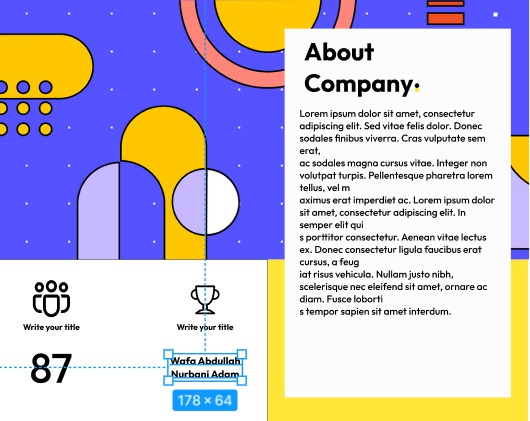 About
Company.
Lorem ipsum dolor sit amet, consectetur
adipiscing elit. Sed vitae felis dolor. Donec
sodales finibus viverra. Cras vulputate sem
erat,
ac sodales magna cursus vitae. Integer non
volutpat turpis. Pellentesque pharetra lorem
tellus, vel m
aximus erat imperdiet ac. Lorem ipsum dolor
sit amet, consectetur adipiscing elit. In
semper elit qui
s porttitor consectetur. Aenean vitae lectus
ex. Donec consectetur ligula faucibus erat
cursus, a feug
iat risus vehicula. Nullam justo nibh,
scelerisque nec eleifend sit amet, ornare ac
diam. Fusce loborti
s tempor sapien sit amet interdum.
Write your title
87
Write your title
Wafa Abdullah
Nurbani Adam
178 × 64